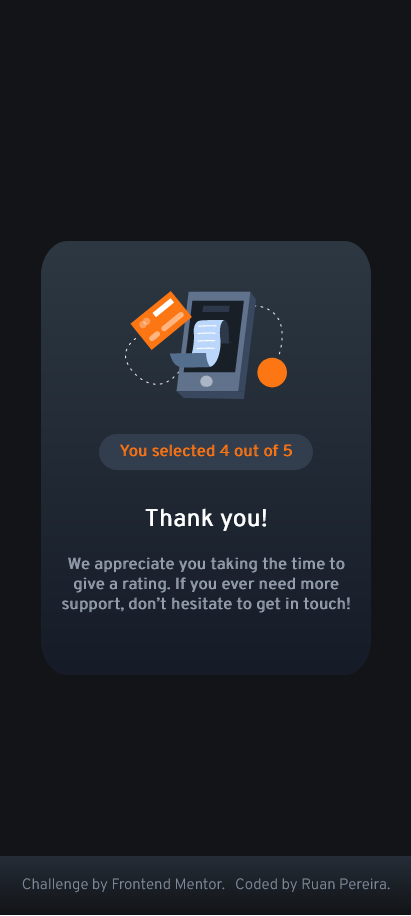 You selected 4 out of 5
Thank you!
We appreciate you taking the time to
give a rating. If you ever need more
support, don’t hesitate to get in touch!
Challenge by Frontend Mentor. Coded by Ruan Pereira.